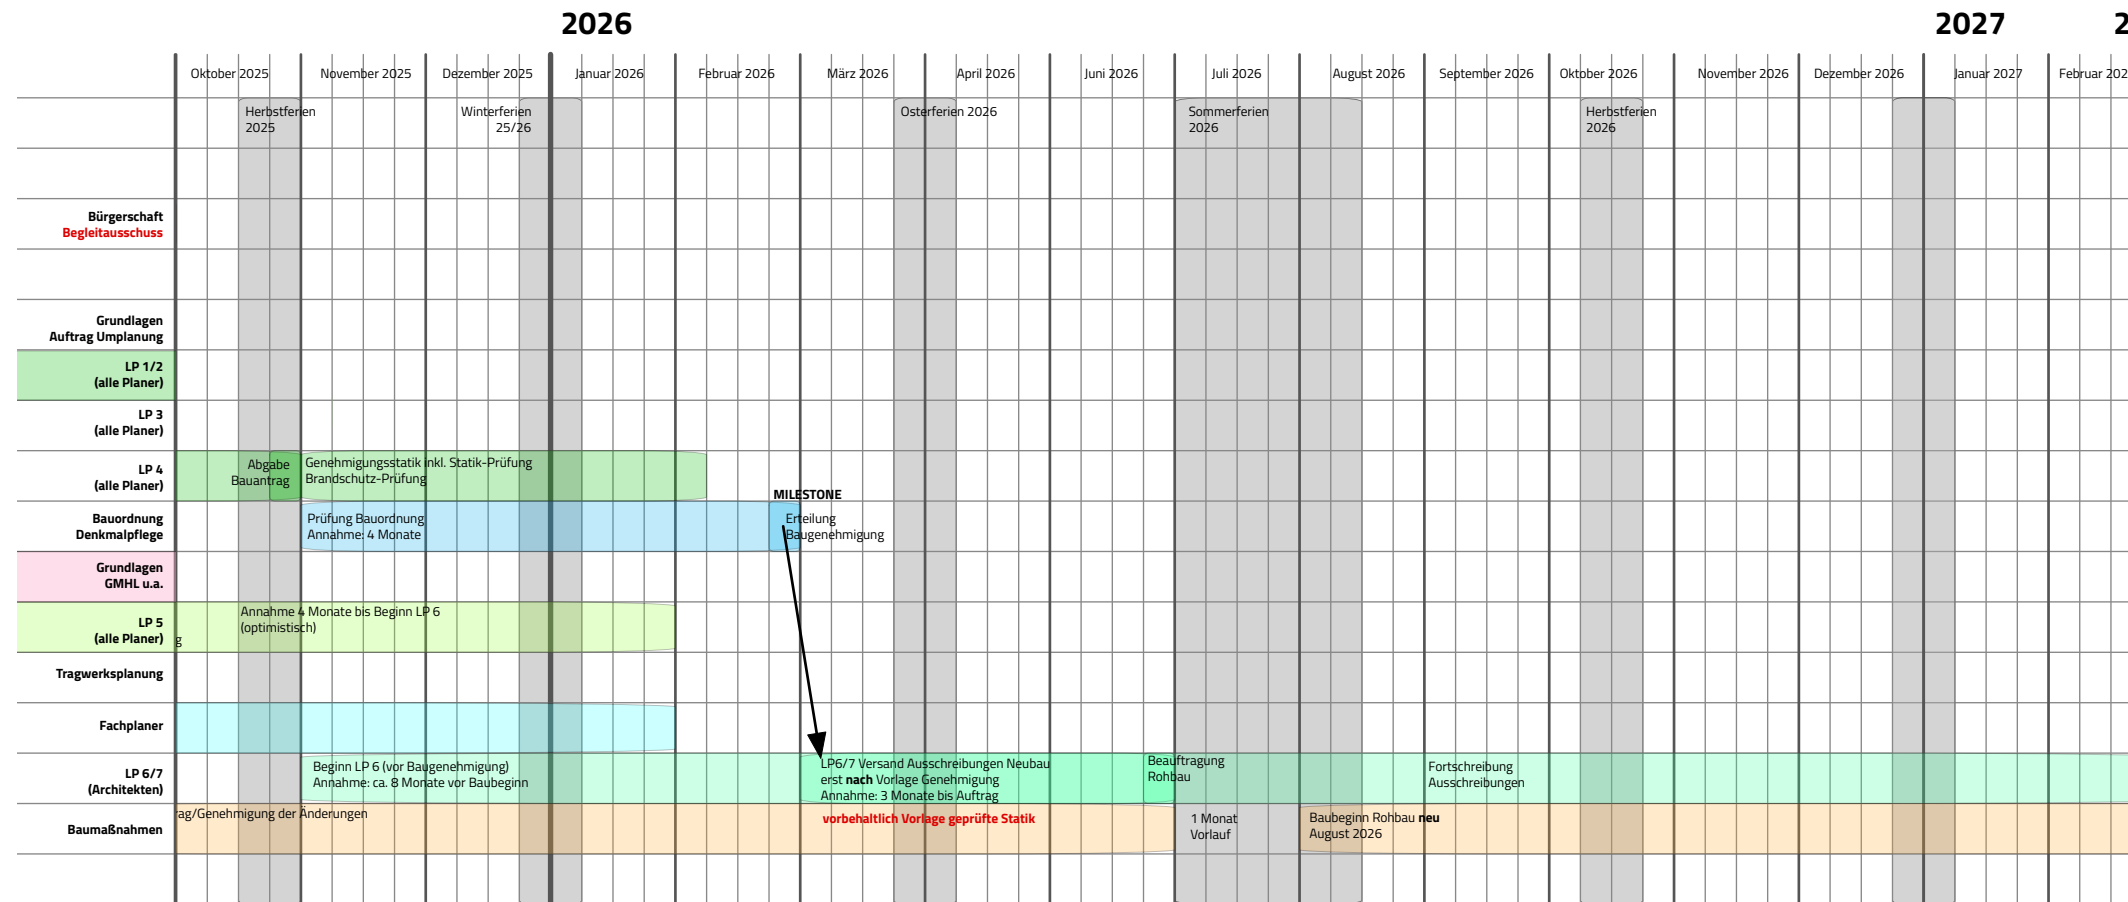 2026
2027
2
Oktober 2025
November 2025
Dezember 2025
Januar 2026
Februar 2026
März 2026
April 2026
Juni 2026
Juli 2026
August 2026
September 2026
Oktober 2026
November 2026
Dezember 2026
Januar 2027
Februar 202
Herbstferien
2025
Winterferien
25/26
Osterferien 2026
Sommerferien
2026
Herbstferien
2026
Bürgerschaft
Begleitausschuss
Grundlagen
Auftrag Umplanung
LP 1/2
(alle Planer)
LP 3
(alle Planer)
LP 4
(alle Planer)
Abgabe
Bauantrag
Genehmigungsstatik inkl. Statik-Prüfung
Brandschutz-Prüfung
MILESTONE
Bauordnung
Denkmalpflege
Prüfung Bauordnung
Annahme: 4 Monate
Erteilung
Baugenehmigung
Grundlagen
GMHL u.a.
LP 5
(alle Planer)
g
Annahme 4 Monate bis Beginn LP 6
(optimistisch)
Tragwerksplanung
Fachplaner
LP 6/7
(Architekten)
Beginn LP 6 (vor Baugenehmigung)
Annahme: ca. 8 Monate vor Baubeginn
LP6/7 Versand Ausschreibungen Neubau
erst nach Vorlage Genehmigung
Annahme: 3 Monate bis Auftrag
Beauftragung
Rohbau
Fortschreibung
Ausschreibungen
Baumaßnahmen
rag/Genehmigung der Änderungen
vorbehaltlich Vorlage geprüfte Statik
1 Monat
Vorlauf
Baubeginn Rohbau neu
August 2026